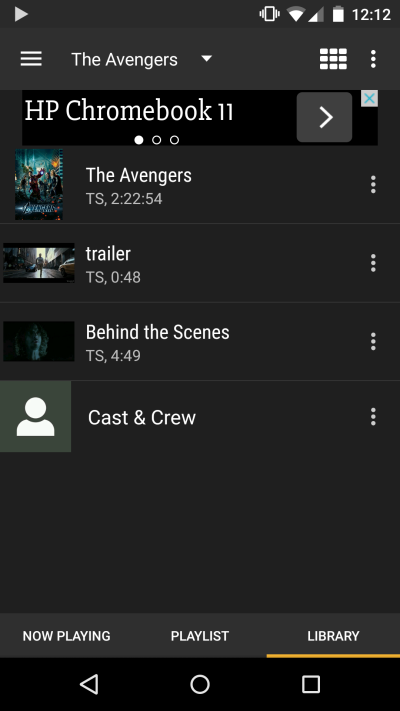 12:12
The Avengers
HP Chromebook 11
The Avengers
TS, 2:22:54
trailer
TS, 0:48
Behind the Scenes
TS, 4:49
Cast & Crew
NOW PLAYING
PLAYLIST
LIBRARY